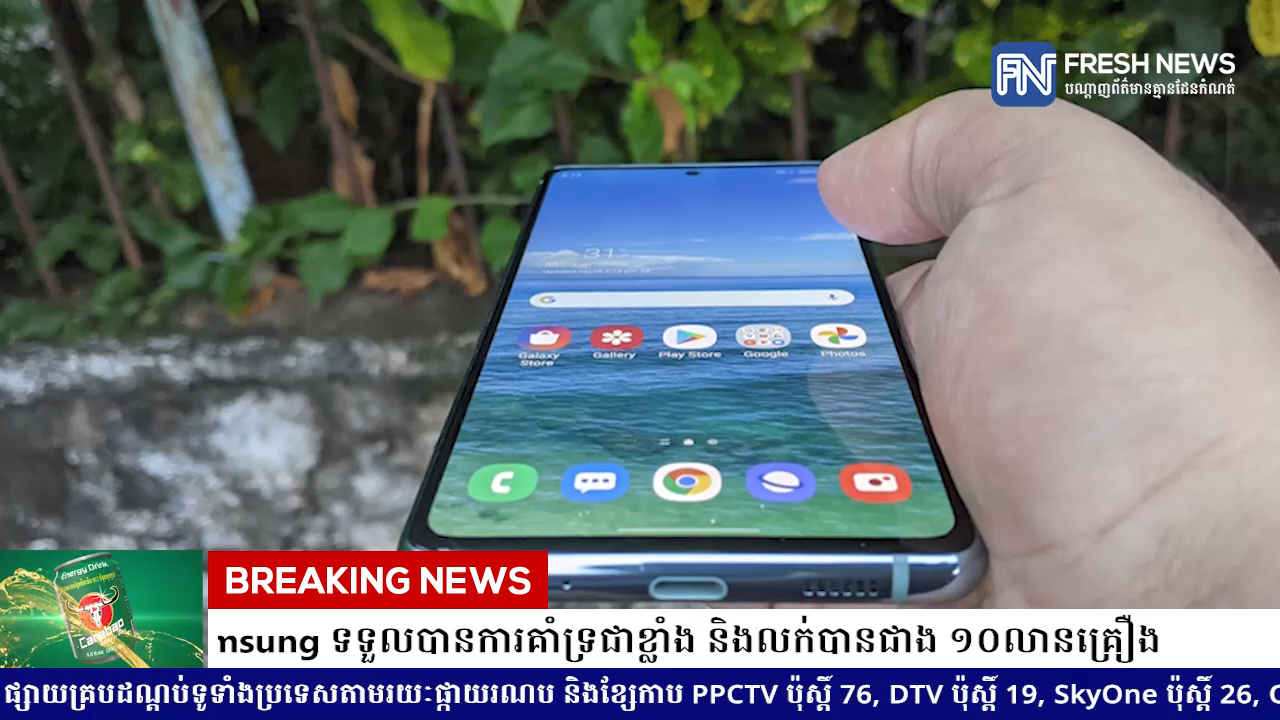 FRESH NEWS
បណ្តាញព័ត៌មានគ្មានដែនកំណត់
31°
Galaxy Store
Gallery
Play Store
Google
Photos
Energy Drink
Carabao
BREAKING NEWS
nsung ទទួលបានការគាំទ្រជាខ្លាំង និងលក់បានជាង ១០លានគ្រឿង
ផ្សាយគ្របដណ្ដប់ទូទាំងប្រទេសតាមរយៈផ្កាយរណប និងខ្សែកាប PPCTV ប៉ុស្តិ៍ 76, DTV ប៉ុស្តិ៍ 19, SkyOne ប៉ុស្តិ៍ 26, C